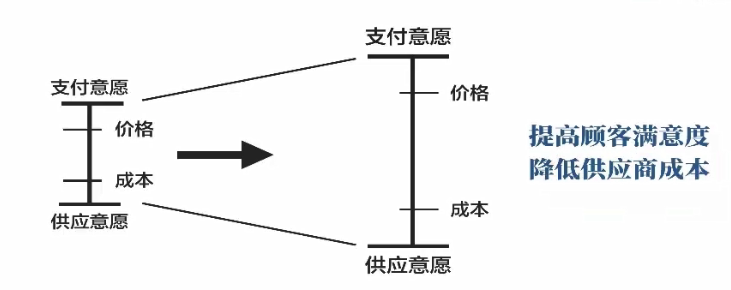 支付意愿
价格
成本
供应意愿
支付意愿
价格
成本
供应意愿
提高顾客满意度
降低供应商成本